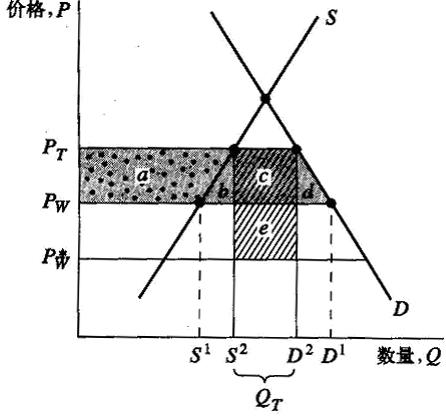 价格, P
S
P_T
a
b
c
d
P_W
e
P*_W
D
S¹ S² D² D¹ 数量, Q
Q_T